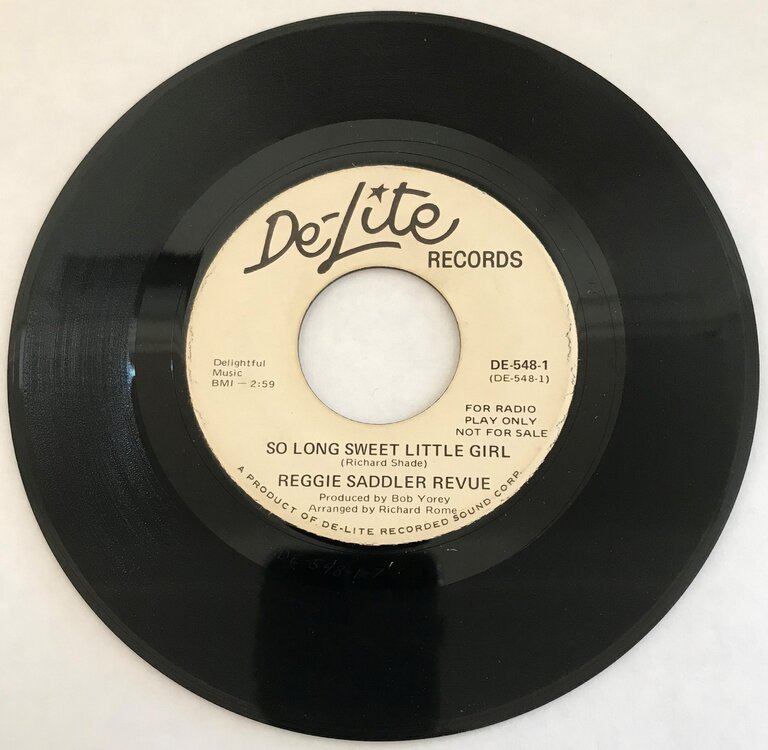 De-Lite
RECORDS
Delightful
Music
BMI — 2:59
DE-548-1
(DE-548-1)
FOR RADIO
PLAY ONLY
NOT FOR SALE
SO LONG SWEET LITTLE GIRL
(Richard Shade)
REGGIE SADDLER REVUE
Produced by Bob Yorey
Arranged by Richard Rome
A PRODUCT OF DE-LITE RECORDED SOUND CORP.